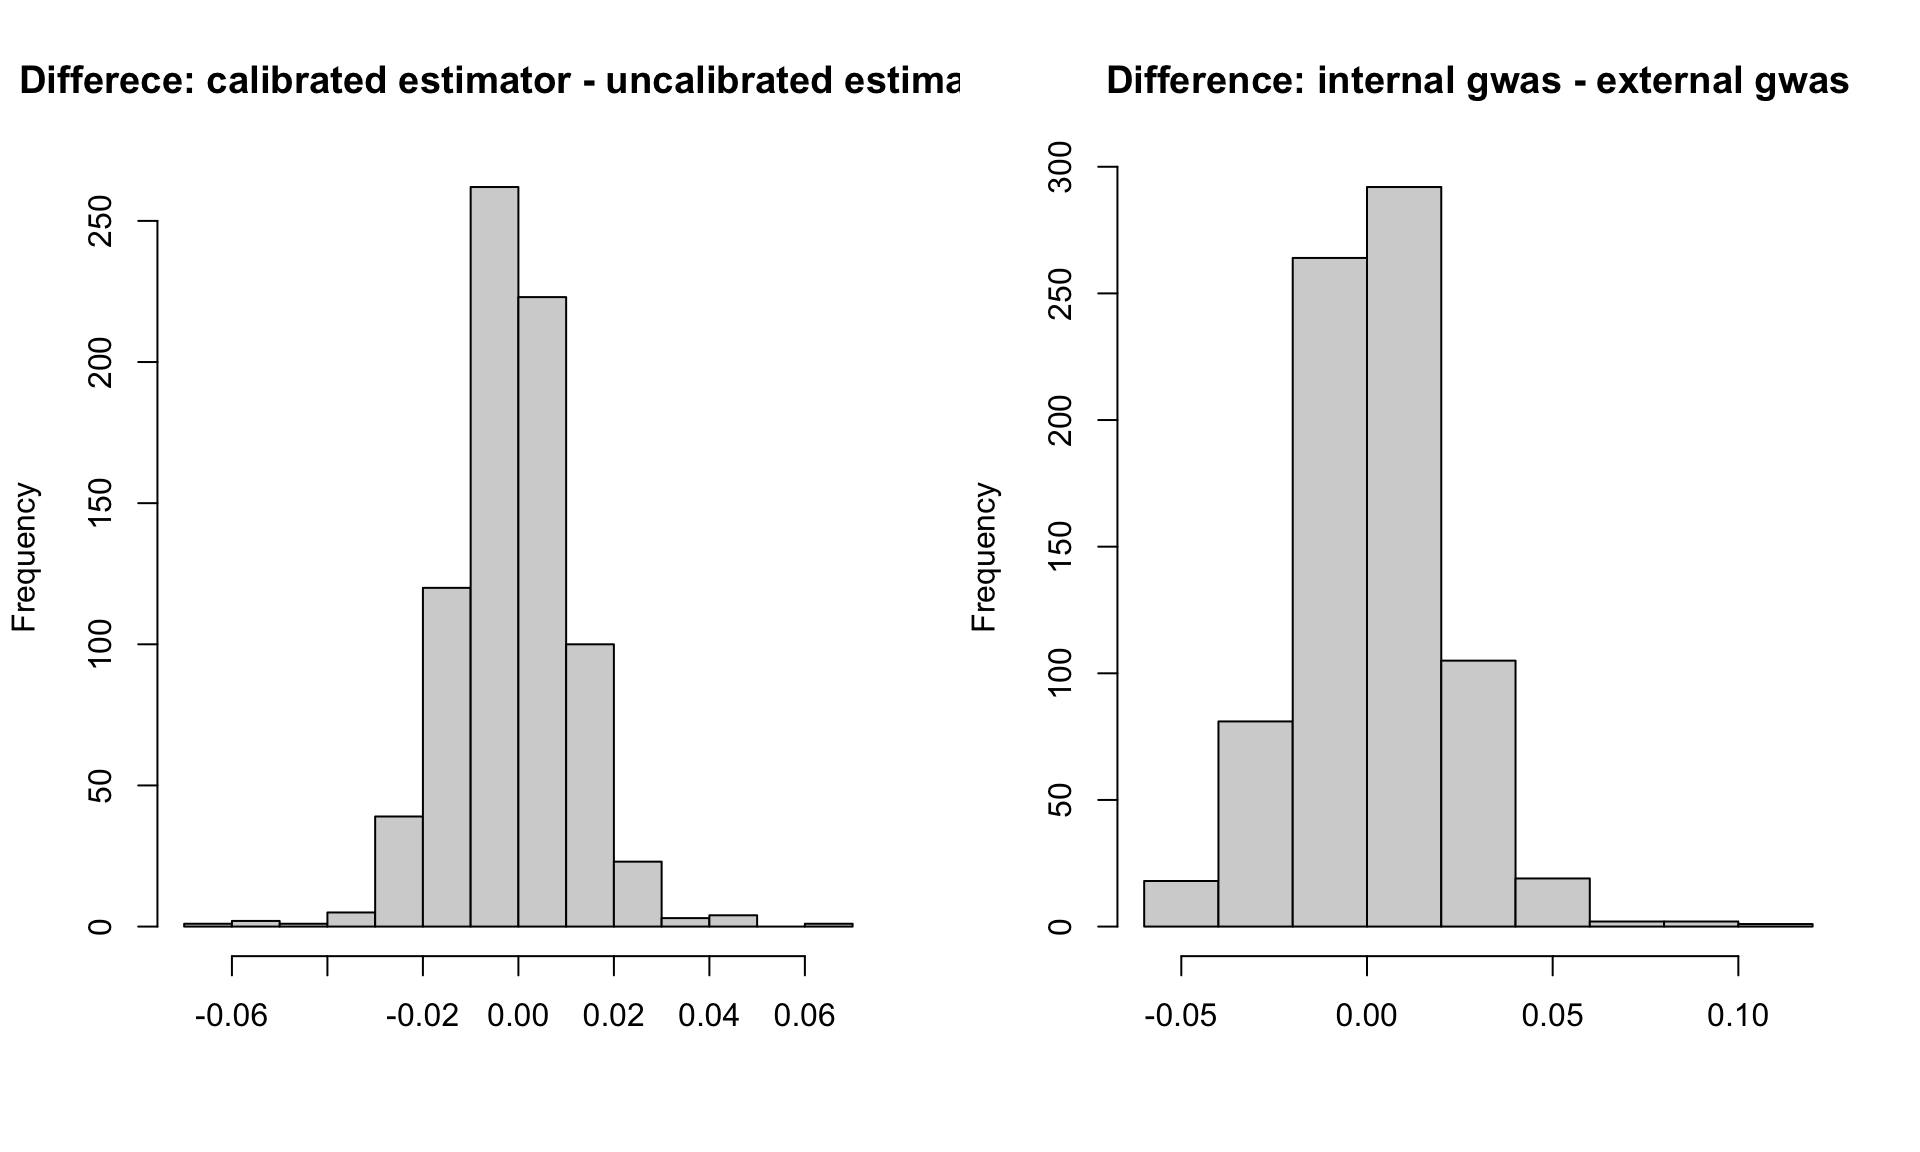 Differece: calibrated estimator - uncalibrated estima
Frequency
250
200
150
100
50
0
-0.06 -0.02 0.00 0.02 0.04 0.06
Difference: internal gwas - external gwas
Frequency
300
250
200
150
100
50
0
-0.05 0.00 0.05 0.10